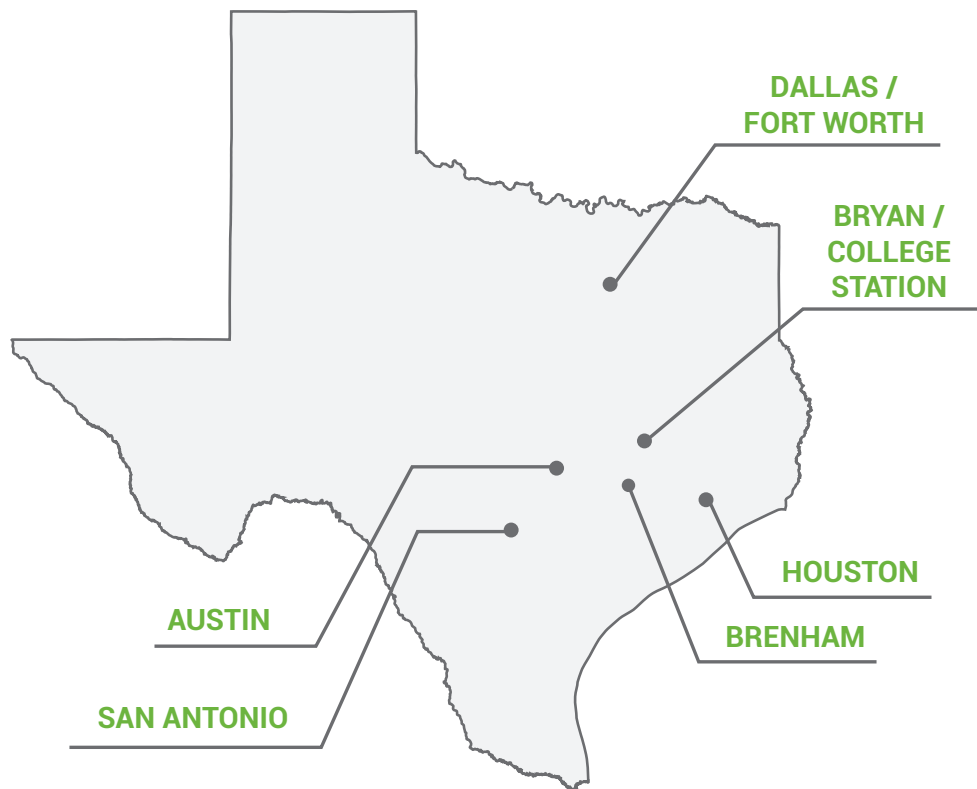 DALLAS /
FORT WORTH
BRYAN /
COLLEGE
STATION
HOUSTON
AUSTIN
BRENHAM
SAN ANTONIO